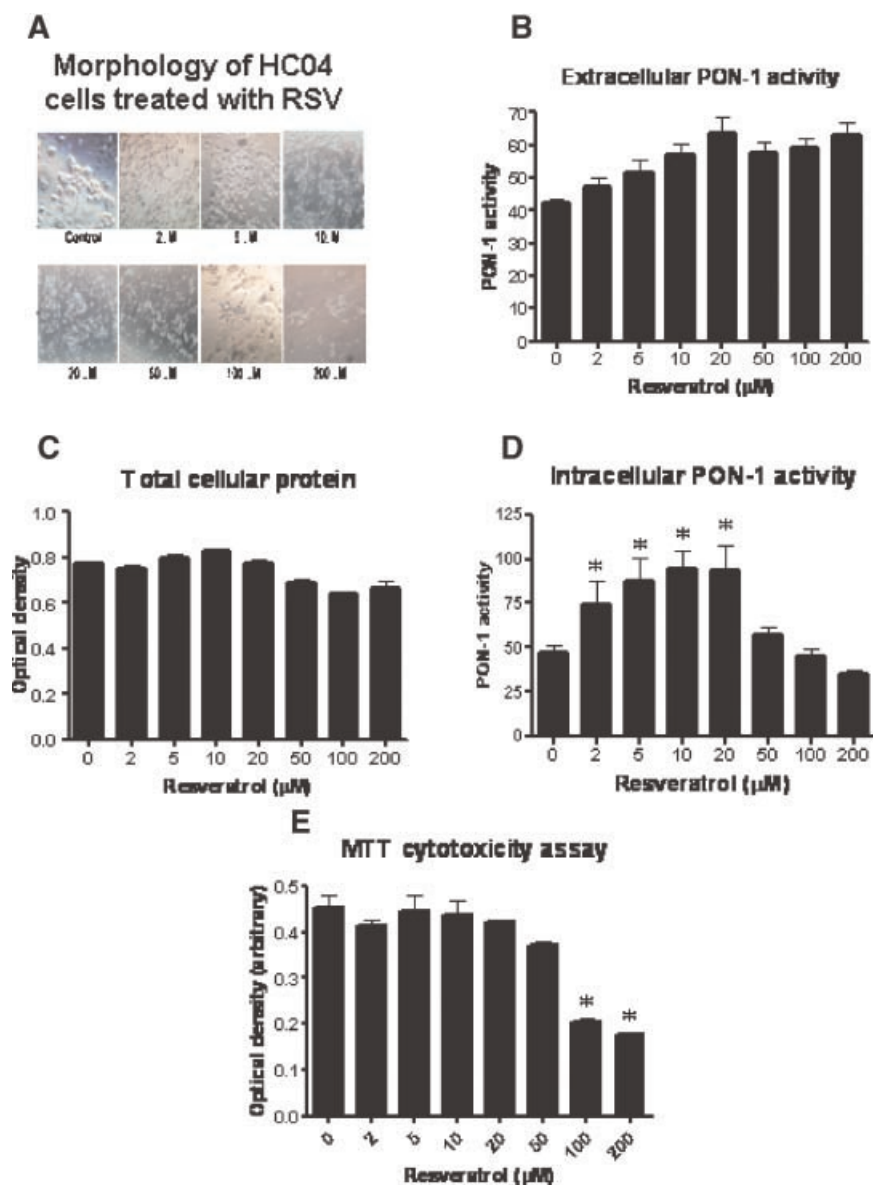 A
Morphology of HC04
cells treated with RSV
Control
10 .M
20 ..M
50 ..M
100 ..M
200 ..M
B
Extracellular PON-1 activity
PON-1 activity
70
60
50
40
30
20
10
0
0 2 5 10 20 50 100 200
Resveratrol (μM)
C
Total cellular protein
Optical density
1.0
0.8
0.6
0.4
0.2
0.0
0 2 5 10 20 50 100 200
Resveratrol (μM)
D
Intracellular PON-1 activity
PON-1 activity
125
100
75
50
25
0
* * * *
0 2 5 10 20 50 100 200
Resveratrol (μM)
E
MTT cytotoxicity assay
Optical density (arbitrary)
0.5
0.4
0.3
0.2
0.1
0.0
* *
0 2 5 10 20 50 100 200
Resveratrol (μM)